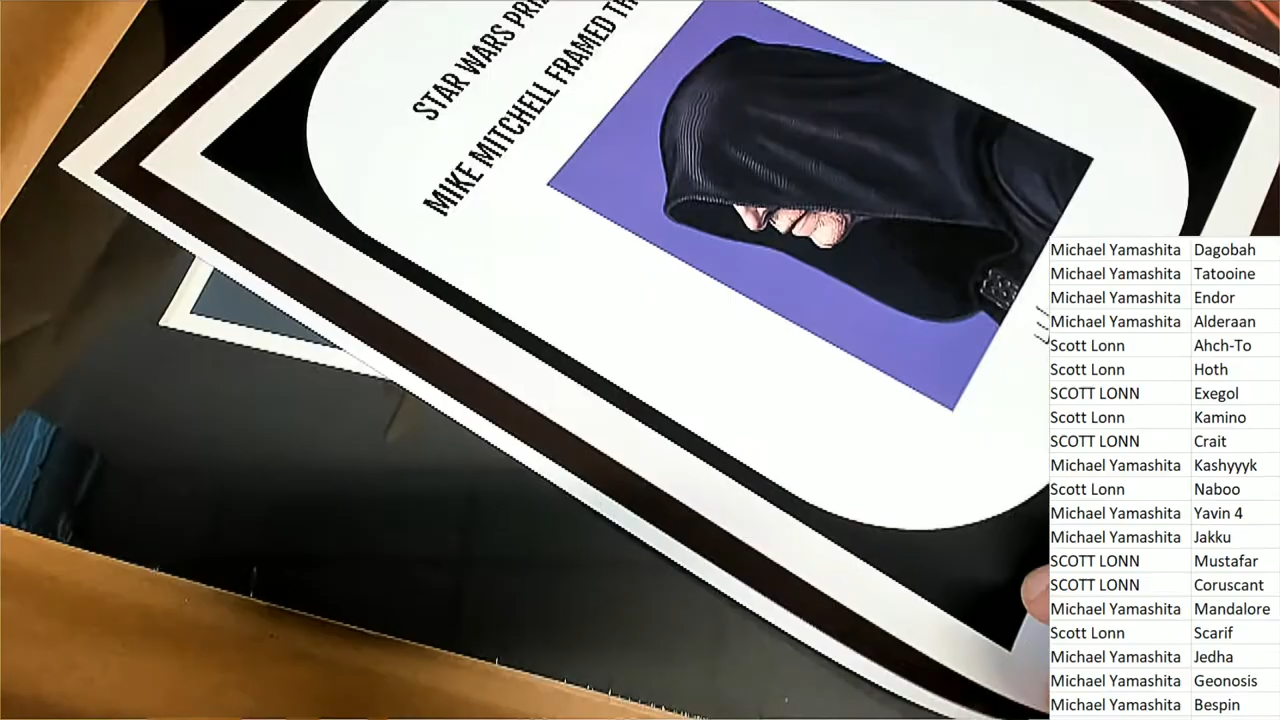 STAR WARS
MIKE MITCHELL FRAMED
Michael Yamashita Dagobah
Michael Yamashita Tatooine
Michael Yamashita Endor
Michael Yamashita Alderaan
Scott Lonn Ahch-To
Scott Lonn Hoth
SCOTT LONN Exegol
Scott Lonn Kamino
SCOTT LONN Crait
Michael Yamashita Kashyyyk
Scott Lonn Naboo
Michael Yamashita Yavin 4
Michael Yamashita Jakku
SCOTT LONN Mustafar
SCOTT LONN Coruscant
Michael Yamashita Mandalore
Scott Lonn Scarif
Michael Yamashita Jedha
Michael Yamashita Geonosis
Michael Yamashita Bespin